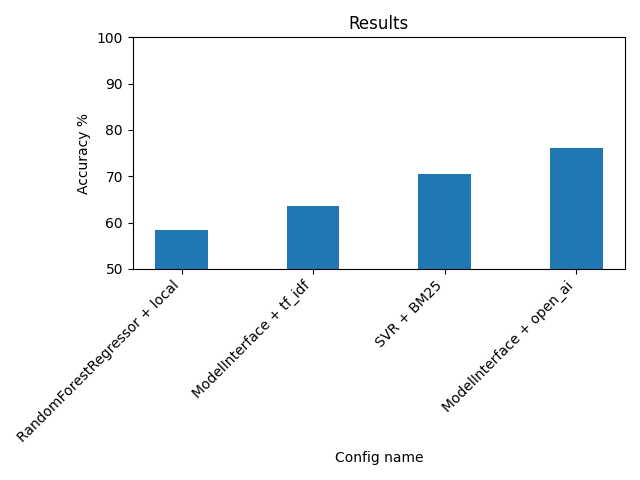 Results
Accuracy %
100
90
80
70
60
50
RandomForestRegressor + local
ModelInterface + tf_idf
SVR + BM25
ModelInterface + open_ai
Config name